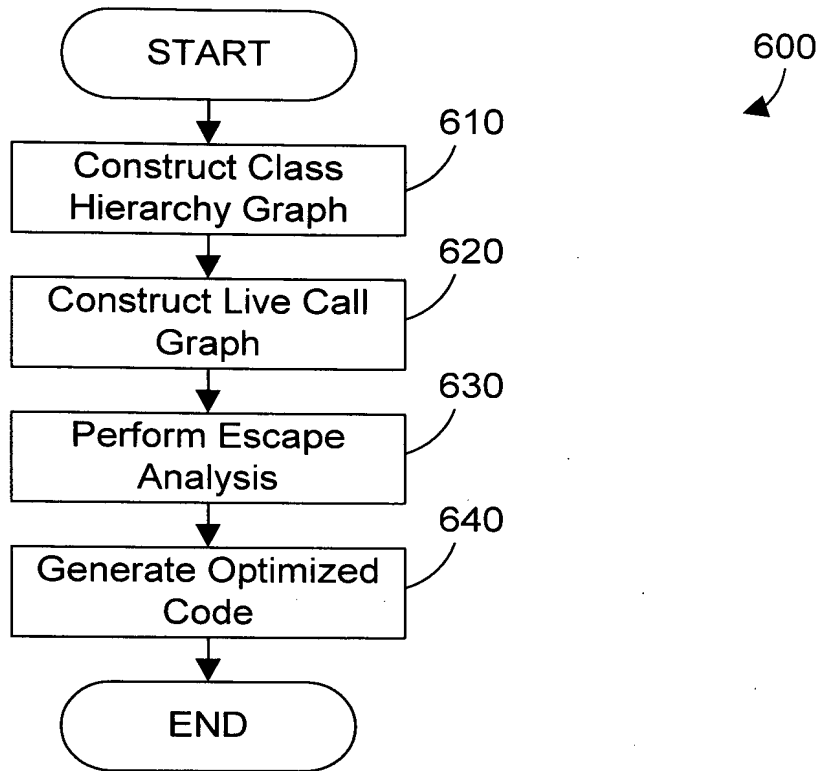 START
600
610
Construct Class
Hierarchy Graph
620
Construct Live Call
Graph
630
Perform Escape
Analysis
640
Generate Optimized
Code
END